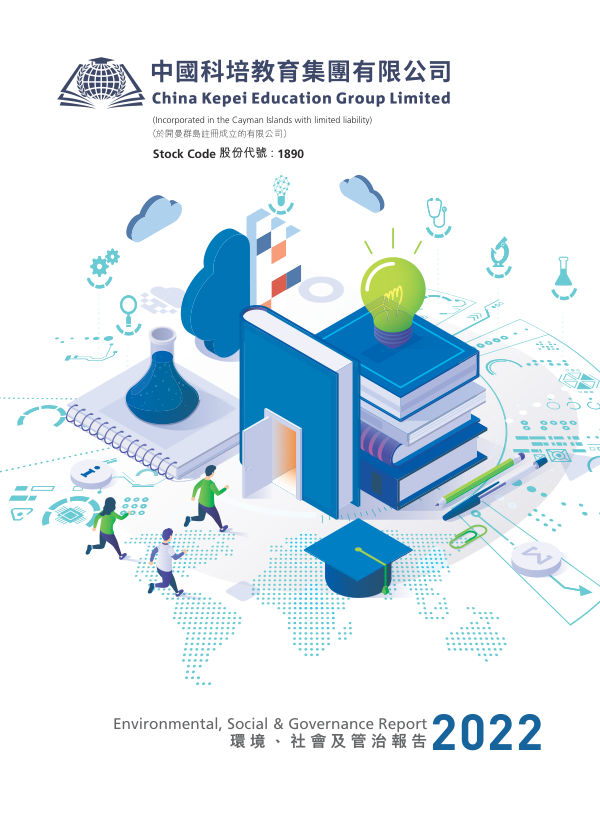 中國科培教育集團有限公司
China Kepei Education Group Limited
(Incorporated in the Cayman Islands with limited liability)
(於開曼群島註冊成立的有限公司)
Stock Code 股份代號 : 1890
i
Σ
Environmental, Social & Governance Report
環境、社會及管治報告
2022